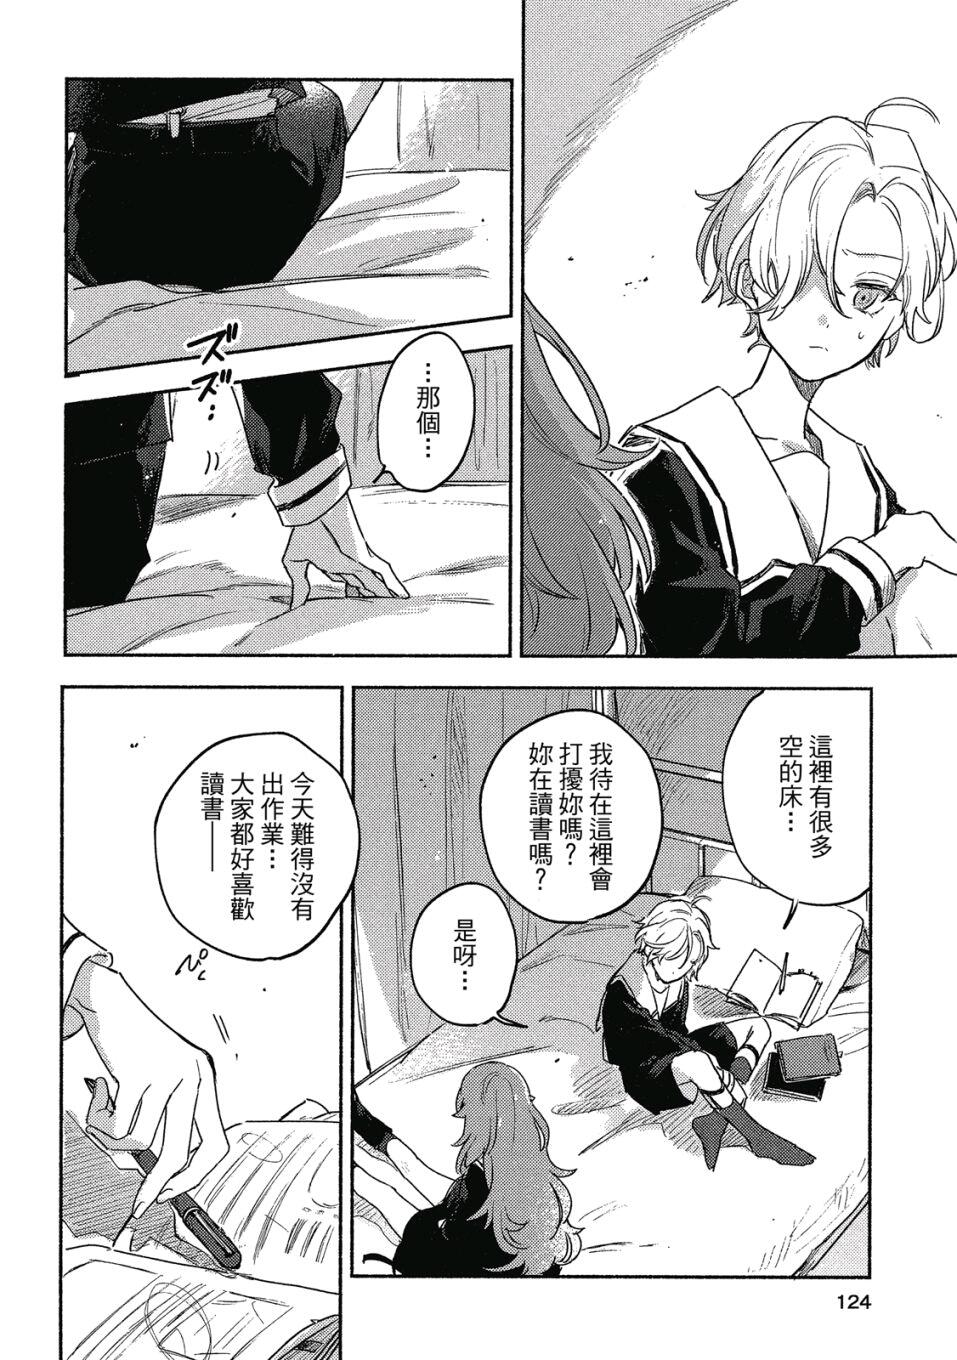 ズ
ズ…
…那個…
這裡有很多
空的床…
我待在這裡會
打擾妳嗎？
妳在讀書嗎？
是呀…
今天難得沒有
出作業…
大家都好喜歡
讀書——
124